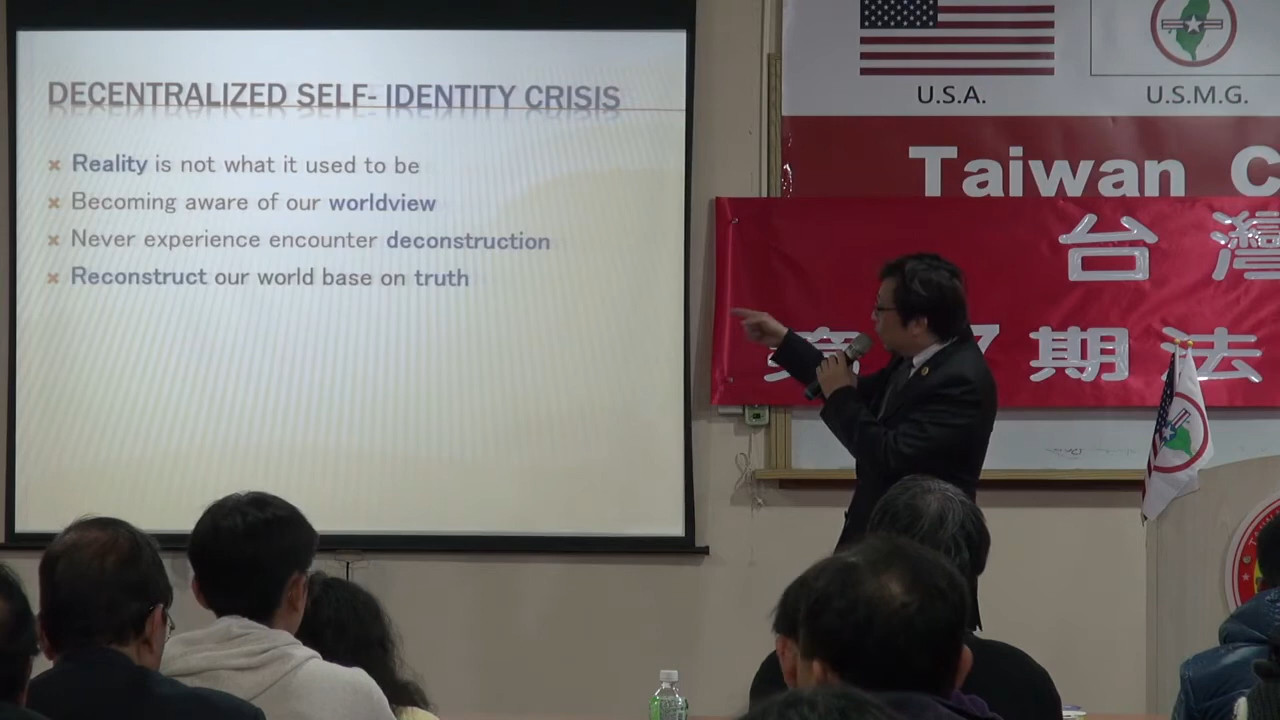 DECENTRALIZED SELF- IDENTITY CRISIS
Reality is not what it used to be
Becoming aware of our worldview
Never experience encounter deconstruction
Reconstruct our world base on truth
U.S.A.
U.S.M.G.
Taiwan C
台灣
7期法